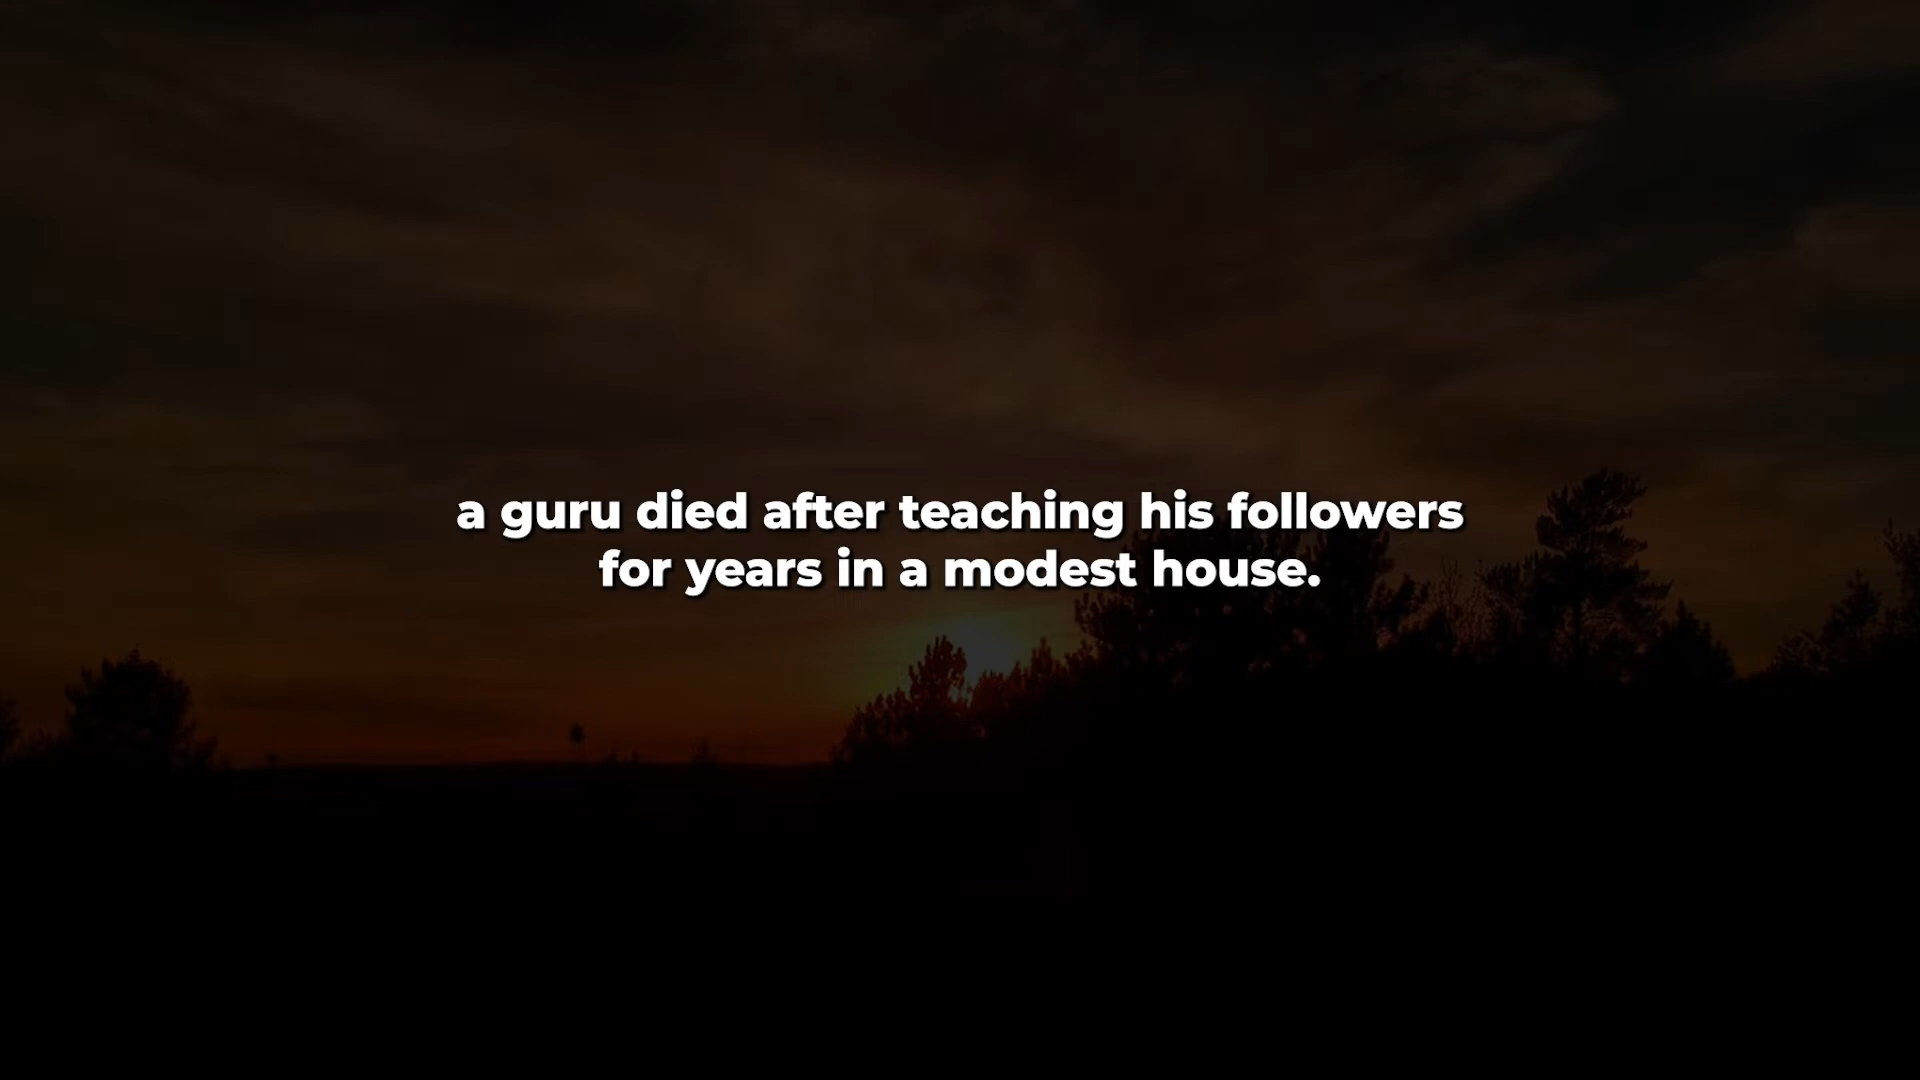 a guru died after teaching his followers
for years in a modest house.